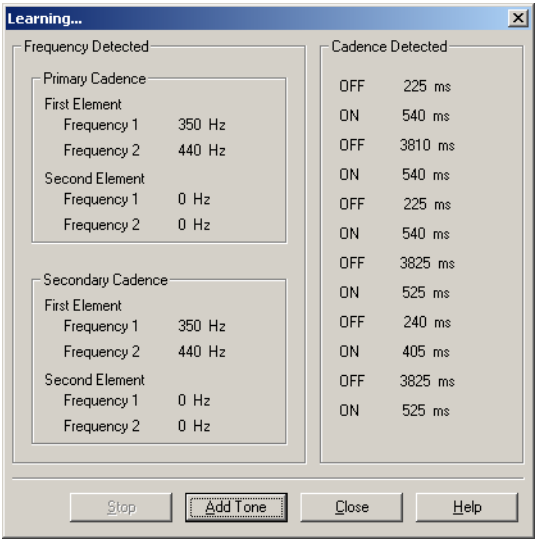 Learning...
Frequency Detected
Primary Cadence
First Element
Frequency 1 350 Hz
Frequency 2 440 Hz
Second Element
Frequency 1 0 Hz
Frequency 2 0 Hz
Secondary Cadence
First Element
Frequency 1 350 Hz
Frequency 2 440 Hz
Second Element
Frequency 1 0 Hz
Frequency 2 0 Hz
Cadence Detected
OFF 225 ms
ON 540 ms
OFF 3810 ms
ON 540 ms
OFF 225 ms
ON 540 ms
OFF 3825 ms
ON 525 ms
OFF 240 ms
ON 405 ms
OFF 3825 ms
ON 525 ms
Stop Add Tone Close Help